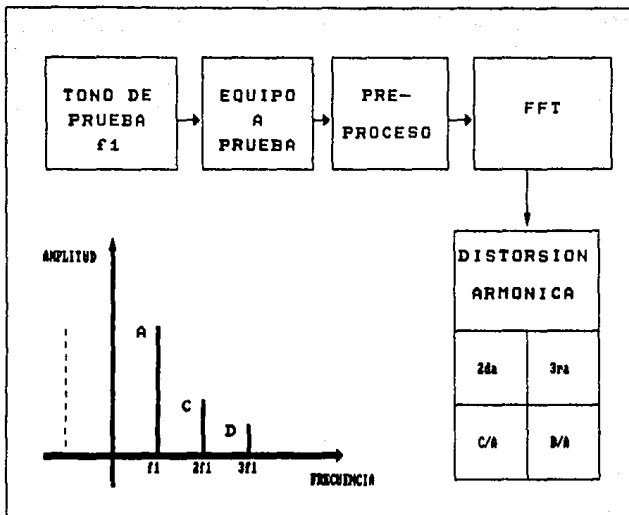 TONO DE
PRUEBA
f1
EQUIPO
A
PRUEBA
PRE-
PROCESO
FFT
DISTORSION
ARMONICA
2da 3ra
C/A D/A
AMPLITUD
A
C
D
f1 2f1 3f1
FRECUENCIA